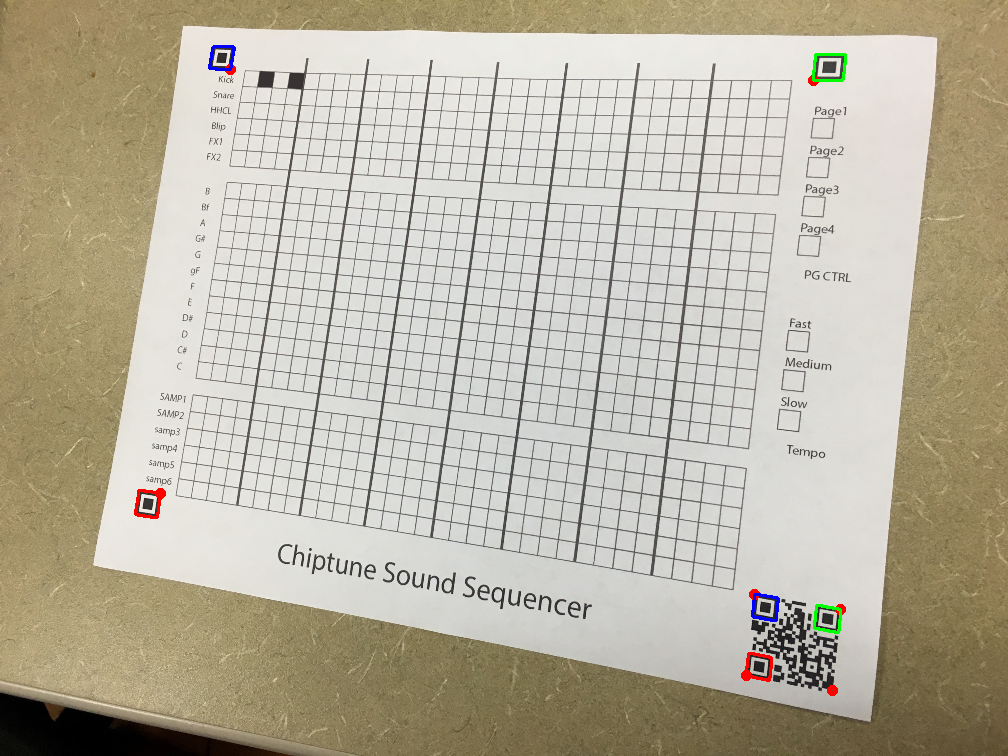 Kick
Snare
HHCL
Blip
FX1
FX2
B
Bf
A
G#
G
gF
F
E
D#
D
C#
C
SAMP1
SAMP2
samp3
samp4
samp5
samp6
Page1
Page2
Page3
Page4
PG CTRL
Fast
Medium
Slow
Tempo
Chiptune Sound Sequencer